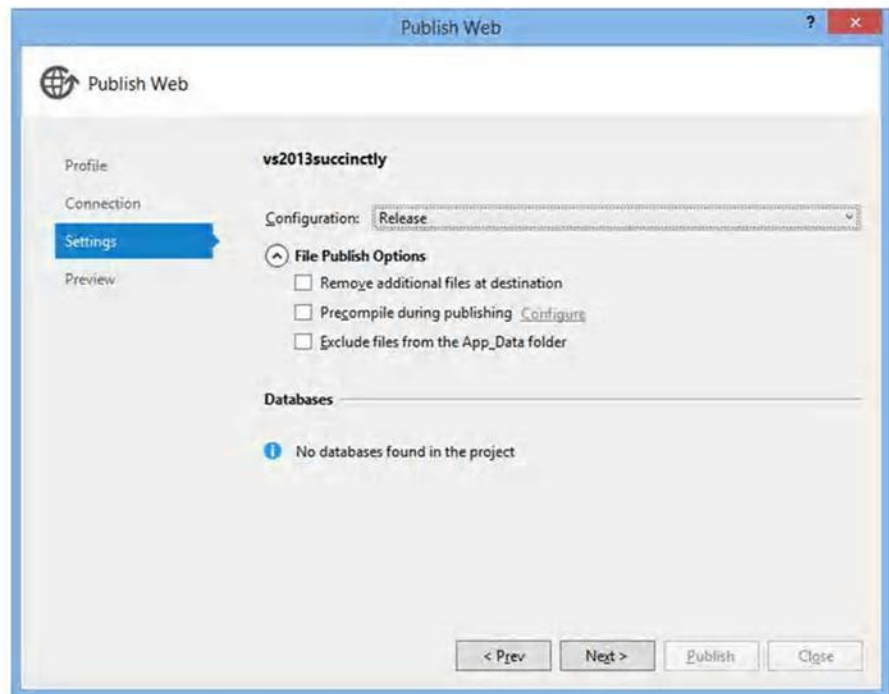 Publish Web
?
Publish Web
Profile
Connection
Settings
Preview
vs2013succinctly
Configuration: Release
File Publish Options
Remove additional files at destination
Precompile during publishing Configure
Exclude files from the App_Data folder
Databases
No databases found in the project
< Prev Next > Publish Close